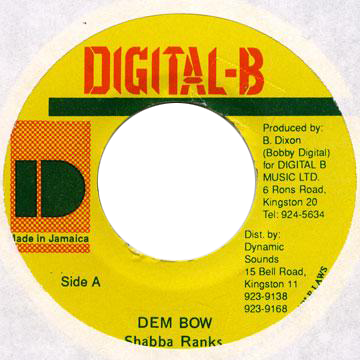 DIGITAL-B
Produced by:
B. Dixon
(Bobby Digital)
for DIGITAL B
MUSIC LTD.
6 Rons Road,
Kingston 20
Tel: 924-5634
D
Made in Jamaica
Side A
Dist. by:
Dynamic
Sounds
15 Bell Road,
Kingston 11
923-9138
923-9168
LAWS
DEM BOW
Shabba Ranks